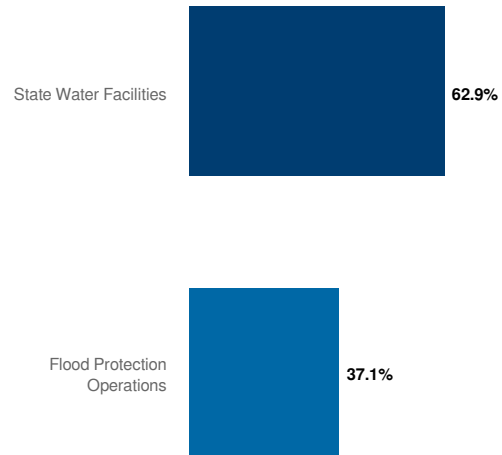 State Water Facilities
62.9%
Flood Protection
Operations
37.1%